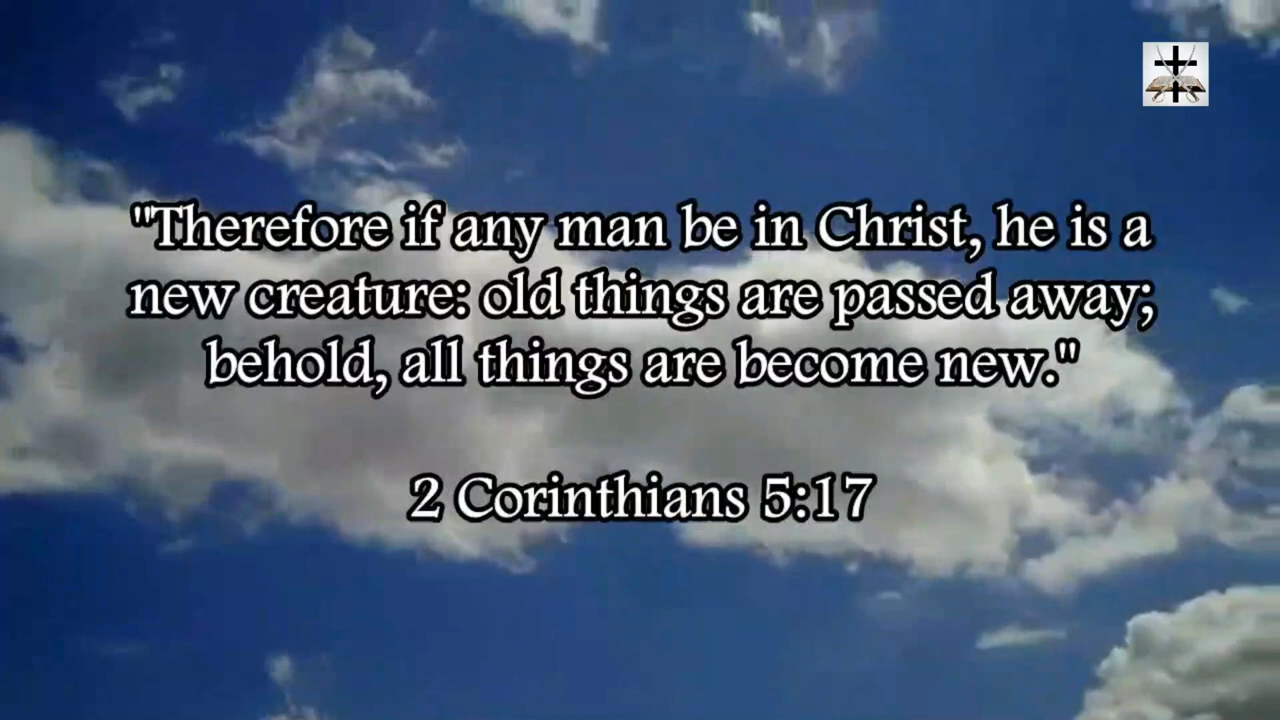 "Therefore if any man be in Christ, he is a
new creature: old things are passed away;
behold, all things are become new."
2 Corinthians 5:17